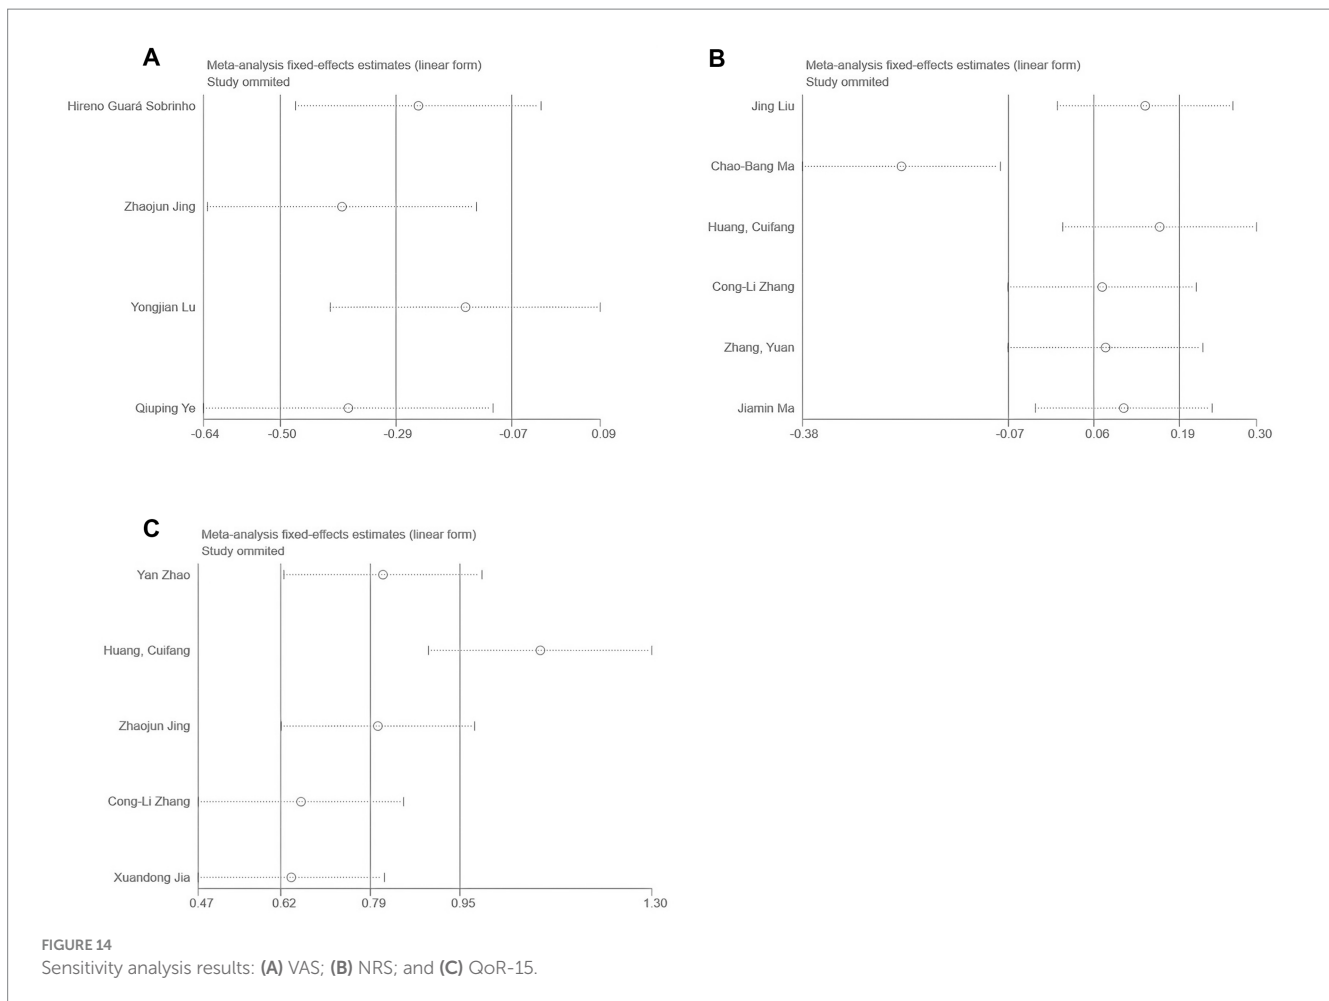 A
Meta-analysis fixed-effects estimates (linear form)
Study ommited
Hireno Guará Sobrinho
Zhaojun Jing
Yongjian Lu
Qiuping Ye
-0.64 -0.50 -0.29 -0.07 0.09
B
Meta-analysis fixed-effects estimates (linear form)
Study ommited
Jing Liu
Chao-Bang Ma
Huang, Cuifang
Cong-Li Zhang
Zhang, Yuan
Jiamin Ma
-0.38 -0.07 0.06 0.19 0.30
C
Meta-analysis fixed-effects estimates (linear form)
Study ommited
Yan Zhao
Huang, Cuifang
Zhaojun Jing
Cong-Li Zhang
Xuandong Jia
0.47 0.62 0.79 0.95 1.30
FIGURE 14
Sensitivity analysis results: (A) VAS; (B) NRS; and (C) QoR-15.